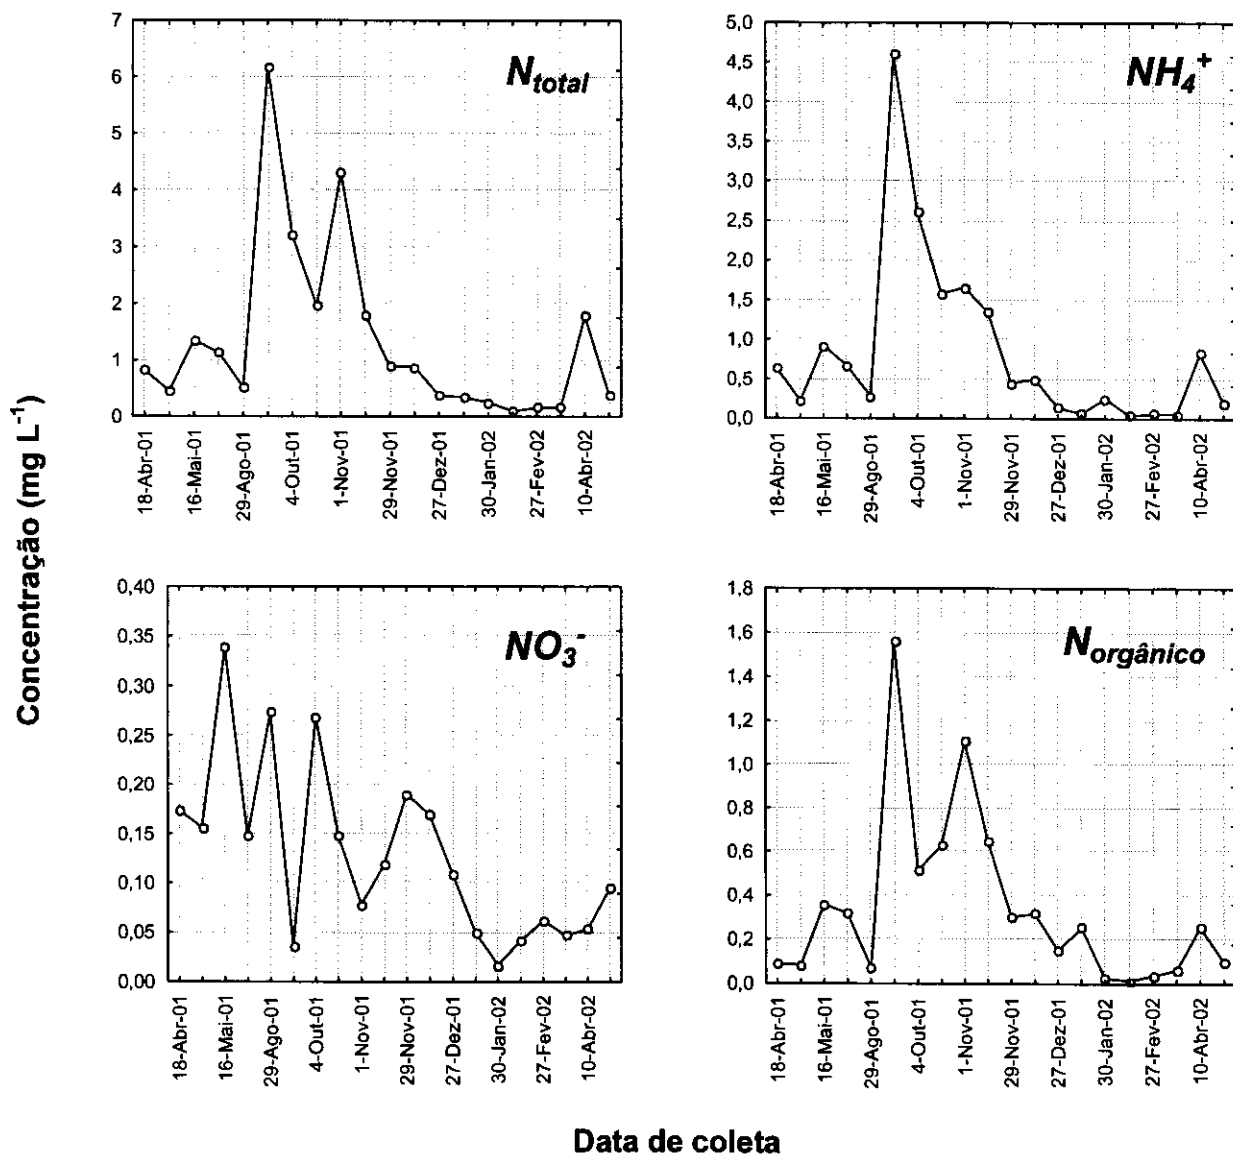 Concentração (mg L⁻¹)
N_total
7
6
5
4
3
2
1
0
18-Abr-01
16-Mai-01
29-Ago-01
4-Out-01
1-Nov-01
29-Nov-01
27-Dez-01
30-Jan-02
27-Fev-02
10-Abr-02
NH₄⁺
5,0
4,5
4,0
3,5
3,0
2,5
2,0
1,5
1,0
0,5
0,0
18-Abr-01
16-Mai-01
29-Ago-01
4-Out-01
1-Nov-01
29-Nov-01
27-Dez-01
30-Jan-02
27-Fev-02
10-Abr-02
NO₃⁻
0,40
0,35
0,30
0,25
0,20
0,15
0,10
0,05
0,00
18-Abr-01
16-Mai-01
29-Ago-01
4-Out-01
1-Nov-01
29-Nov-01
27-Dez-01
30-Jan-02
27-Fev-02
10-Abr-02
N_orgânico
1,8
1,6
1,4
1,2
1,0
0,8
0,6
0,4
0,2
0,0
18-Abr-01
16-Mai-01
29-Ago-01
4-Out-01
1-Nov-01
29-Nov-01
27-Dez-01
30-Jan-02
27-Fev-02
10-Abr-02
Data de coleta